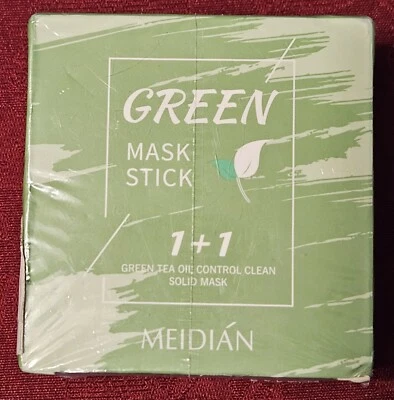 GREEN
MASK
STICK
1+1
GREEN TEA OIL CONTROL CLEAN
SOLID MASK
MEIDIÁN